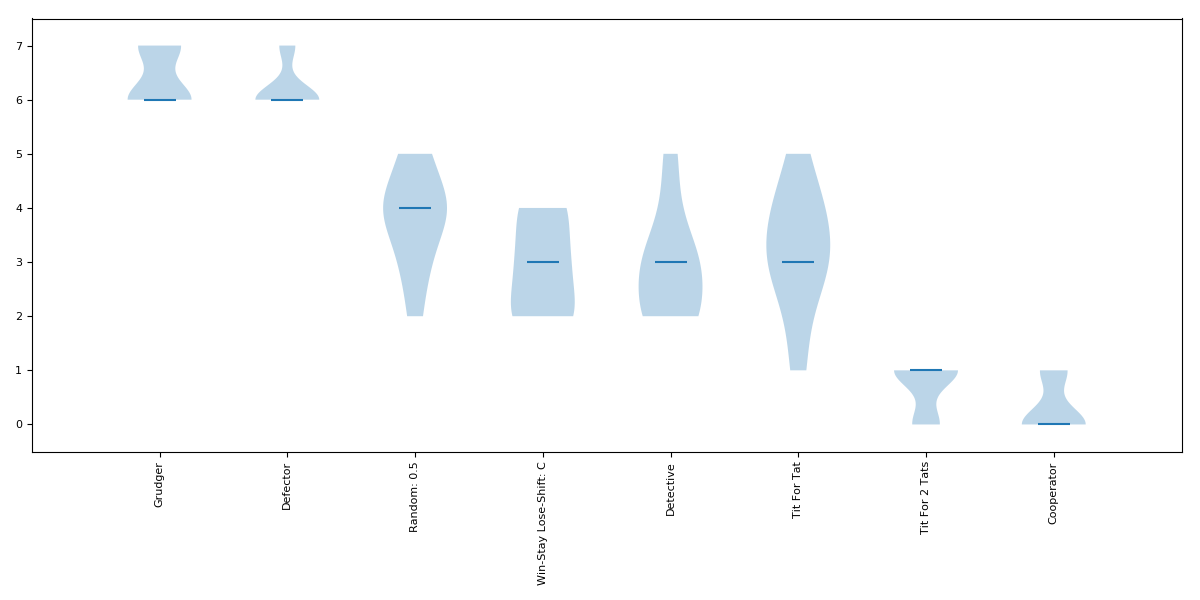 7
6
5
4
3
2
1
0
Grudger
Defector
Random: 0.5
Win-Stay Lose-Shift: C
Detective
Tit For Tat
Tit For 2 Tats
Cooperator